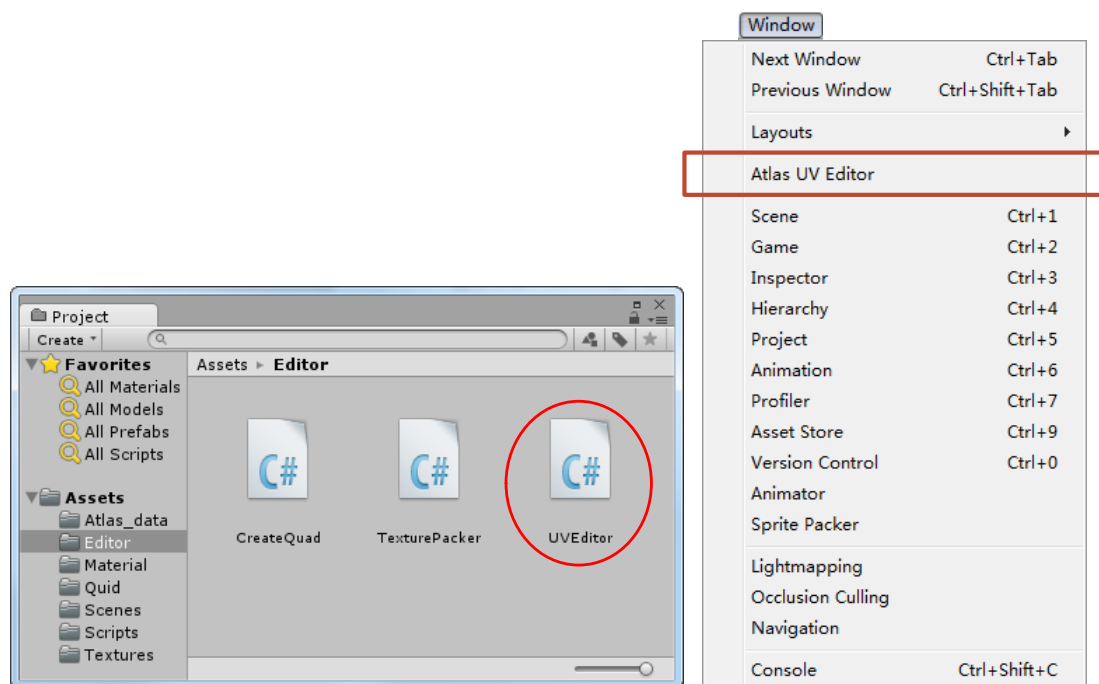 Window
Next Window Ctrl+Tab
Previous Window Ctrl+Shift+Tab
Layouts
Atlas UV Editor
Scene Ctrl+1
Game Ctrl+2
Inspector Ctrl+3
Hierarchy Ctrl+4
Project Ctrl+5
Animation Ctrl+6
Profiler Ctrl+7
Asset Store Ctrl+9
Version Control Ctrl+0
Animator
Sprite Packer
Lightmapping
Occlusion Culling
Navigation
Console Ctrl+Shift+C
Project
Create
Favorites
All Materials
All Models
All Prefabs
All Scripts
Assets
Atlas_data
Editor
Material
Quid
Scenes
Scripts
Textures
Assets Editor
C# C# C#
CreateQuad TexturePacker UVEditor